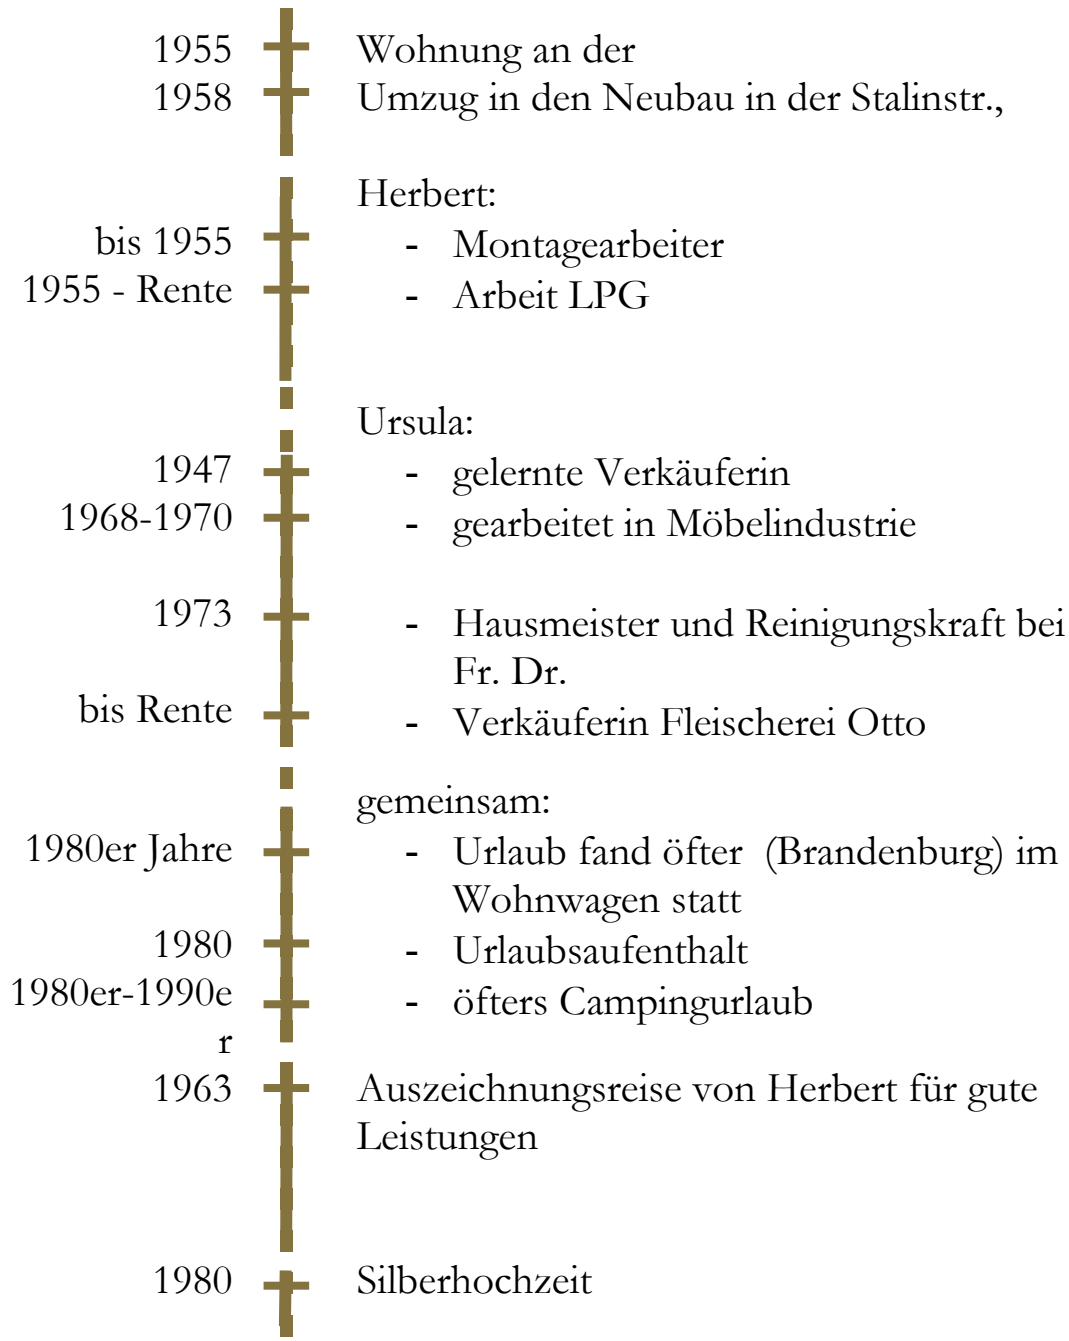 1955 Wohnung an der
1958 Umzug in den Neubau in der Stalinstr.,
Herbert:
bis 1955 - Montagearbeiter
1955 - Rente - Arbeit LPG
Ursula:
1947 - gelernte Verkäuferin
1968-1970 - gearbeitet in Möbelindustrie
1973 - Hausmeister und Reinigungskraft bei
Fr. Dr.
bis Rente - Verkäuferin Fleischerei Otto
gemeinsam:
1980er Jahre - Urlaub fand öfter (Brandenburg) im
Wohnwagen statt
1980 - Urlaubsaufenthalt
1980er-1990e - öfters Campingurlaub
r
1963 Auszeichnungsreise von Herbert für gute
Leistungen
1980 Silberhochzeit